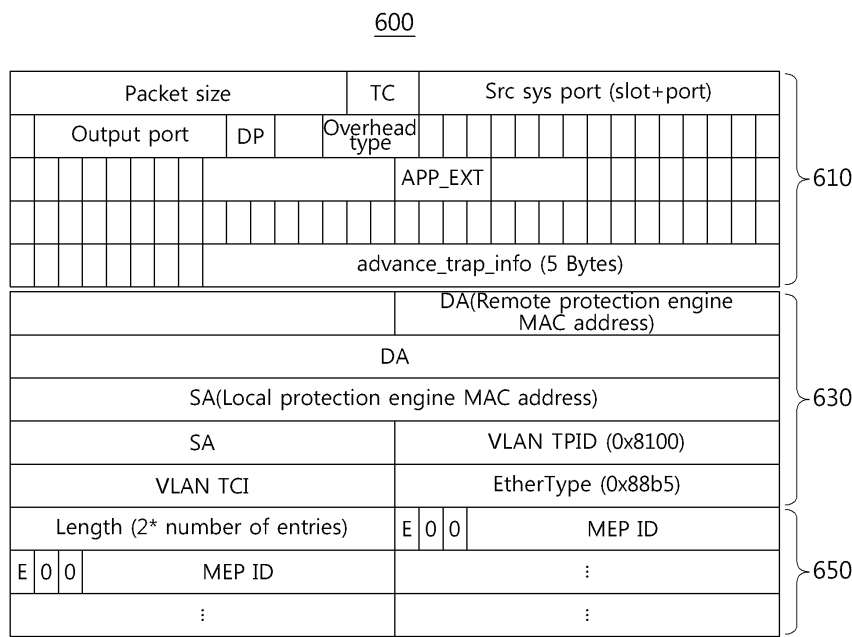 600
Packet size TC Src sys port (slot+port)
Output port DP Overhead type
APP_EXT
advance_trap_info (5 Bytes)
610
DA(Remote protection engine MAC address)
DA
SA(Local protection engine MAC address)
630
SA VLAN TPID (0x8100)
VLAN TCI EtherType (0x88b5)
Length (2* number of entries) E 0 0 MEP ID
E 0 0 MEP ID ⋮
650
⋮ ⋮